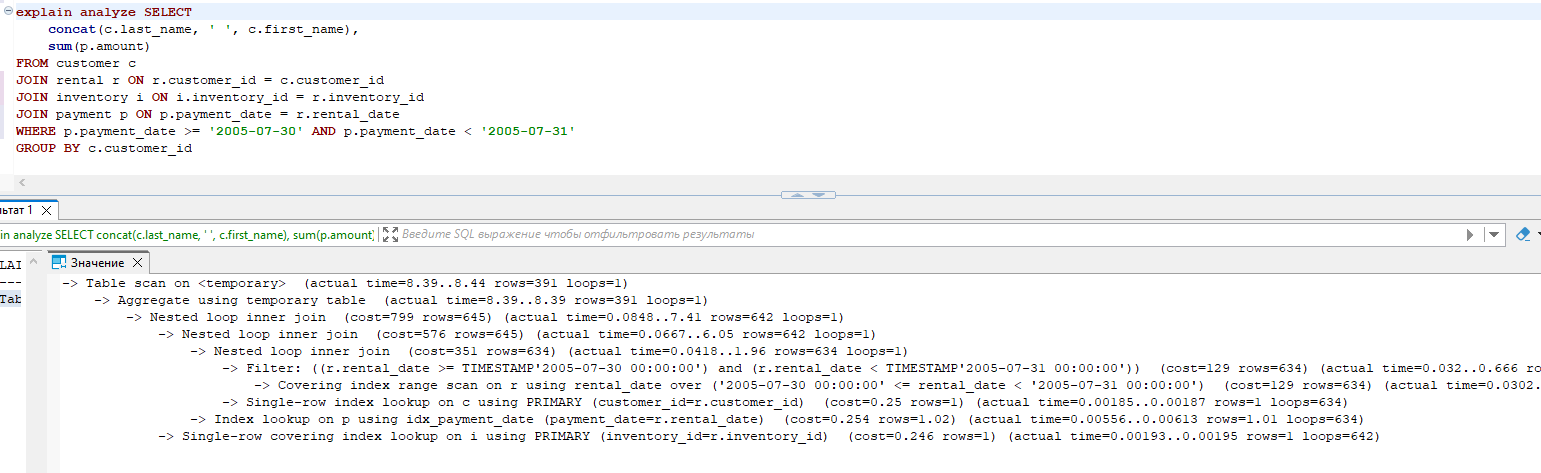 explain analyze SELECT
concat(c.last_name, ' ', c.first_name),
sum(p.amount)
FROM customer c
JOIN rental r ON r.customer_id = c.customer_id
JOIN inventory i ON i.inventory_id = r.inventory_id
JOIN payment p ON p.payment_date = r.rental_date
WHERE p.payment_date >= '2005-07-30' AND p.payment_date < '2005-07-31'
GROUP BY c.customer_id
льтат 1
in analyze SELECT concat(c.last_name, ' ', c.first_name), sum(p.amount)
Введите SQL выражение чтобы отфильтровать результаты
LAI
Значение
---
Tab
-> Table scan on <temporary>  (actual time=8.39..8.44 rows=391 loops=1)
-> Aggregate using temporary table  (actual time=8.39..8.39 rows=391 loops=1)
-> Nested loop inner join  (cost=799 rows=645) (actual time=0.0848..7.41 rows=642 loops=1)
-> Nested loop inner join  (cost=576 rows=645) (actual time=0.0667..6.05 rows=642 loops=1)
-> Nested loop inner join  (cost=351 rows=634) (actual time=0.0418..1.96 rows=634 loops=1)
-> Filter: ((r.rental_date >= TIMESTAMP'2005-07-30 00:00:00') and (r.rental_date < TIMESTAMP'2005-07-31 00:00:00'))  (cost=129 rows=634) (actual time=0.032..0.666 ro
-> Covering index range scan on r using rental_date over ('2005-07-30 00:00:00' <= rental_date < '2005-07-31 00:00:00')  (cost=129 rows=634) (actual time=0.0302.
-> Single-row index lookup on c using PRIMARY (customer_id=r.customer_id)  (cost=0.25 rows=1) (actual time=0.00185..0.00187 rows=1 loops=634)
-> Index lookup on p using idx_payment_date (payment_date=r.rental_date)  (cost=0.254 rows=1.02) (actual time=0.00556..0.00613 rows=1.01 loops=634)
-> Single-row covering index lookup on i using PRIMARY (inventory_id=r.inventory_id)  (cost=0.246 rows=1) (actual time=0.00193..0.00195 rows=1 loops=642)